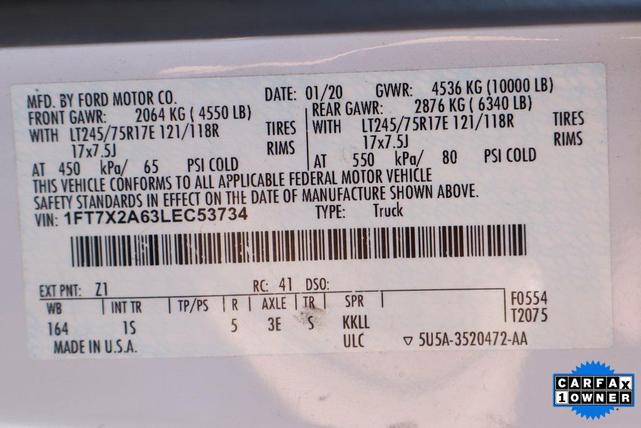 MFD. BY FORD MOTOR CO. DATE: 01/20 GVWR: 4536 KG (10000 LB)
FRONT GAWR: 2064 KG ( 4550 LB) REAR GAWR: 2876 KG ( 6340 LB)
WITH LT245/75R17E 121/118R TIRES WITH LT245/75R17E 121/118R TIRES
17x7.5J RIMS 17x7.5J RIMS
AT 450 kPa/ 65 PSI COLD AT 550 kPa/ 80 PSI COLD
THIS VEHICLE CONFORMS TO ALL APPLICABLE FEDERAL MOTOR VEHICLE
SAFETY STANDARDS IN EFFECT ON THE DATE OF MANUFACTURE SHOWN ABOVE.
VIN: 1FT7X2A63LEC53734 TYPE: Truck
EXT PNT: Z1 RC: 41 DSO:
WB INT TR TP/PS R AXLE TR SPR F0554
164 1S 5 3E S KKLL T2075
MADE IN U.S.A. ULC ▽ 5U5A-3520472-AA
CARFAX
1 OWNER